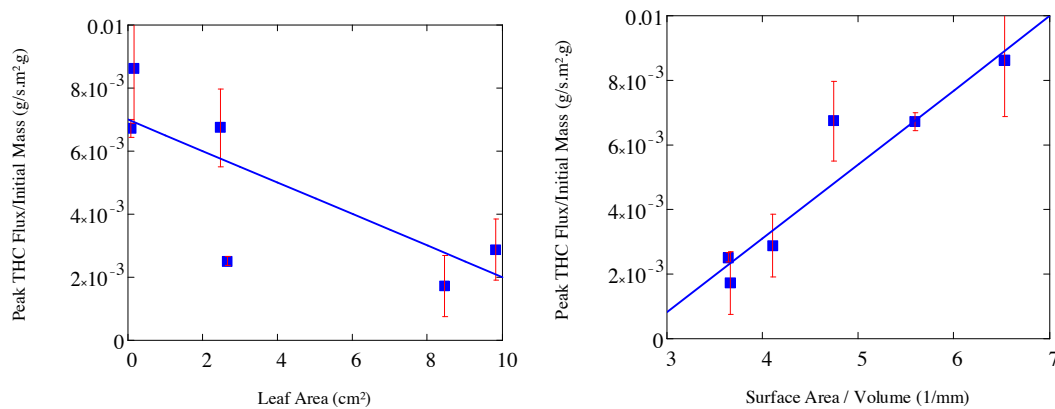 Peak THC Flux/Initial Mass (g/s.m²·g)
0.01
8×10⁻³
6×10⁻³
4×10⁻³
2×10⁻³
0
0 2 4 6 8 10
Leaf Area (cm²)
Peak THC Flux/Initial Mass (g/s.m²·g)
0.01
8×10⁻³
6×10⁻³
4×10⁻³
2×10⁻³
0
3 4 5 6 7
Surface Area / Volume (1/mm)